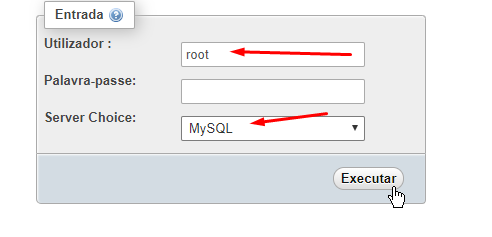 Entrada
Utilizador :
root
Palavra-passe:
Server Choice:
MySQL
Executar